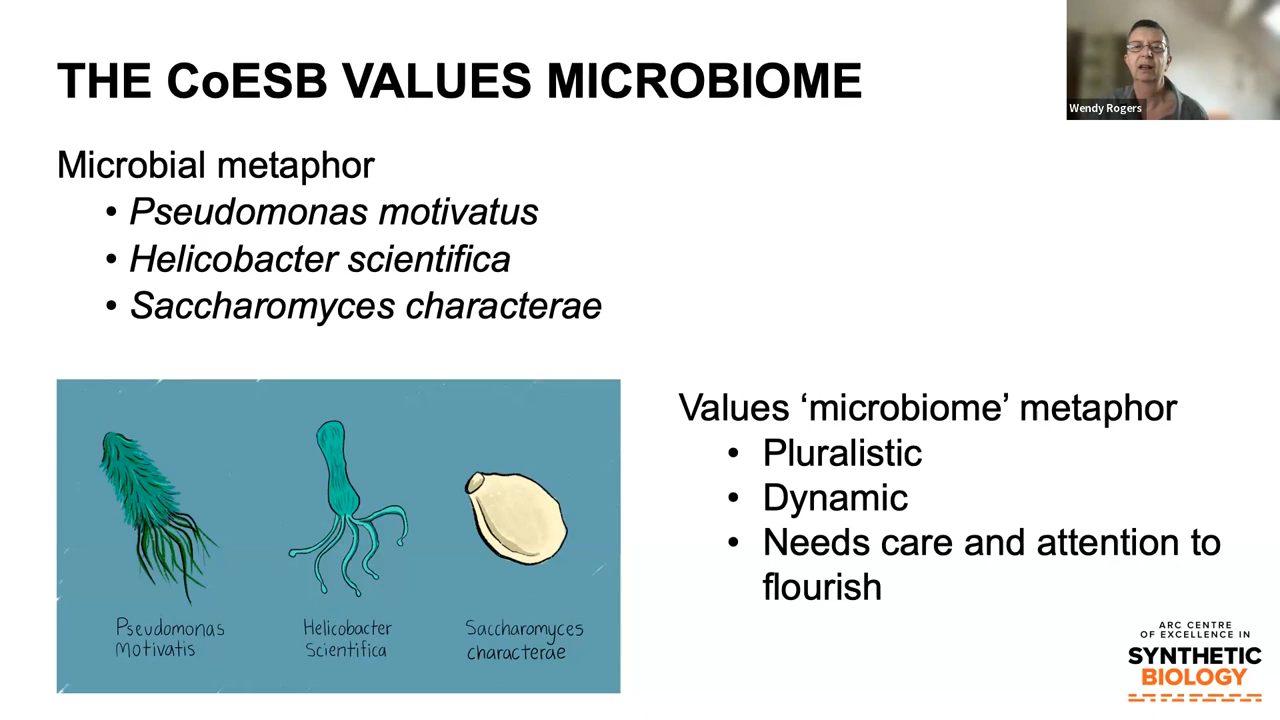 THE CoESB VALUES MICROBIOME
Wendy Rogers
Microbial metaphor
• Pseudomonas motivatus
• Helicobacter scientifica
• Saccharomyces characterae
Pseudomonas
Motivatis
Helicobacter
Scientifica
Saccharomyces
characterae
Values ‘microbiome’ metaphor
• Pluralistic
• Dynamic
• Needs care and attention to
flourish
ARC CENTRE
OF EXCELLENCE IN
SYNTHETIC
BIOLOGY